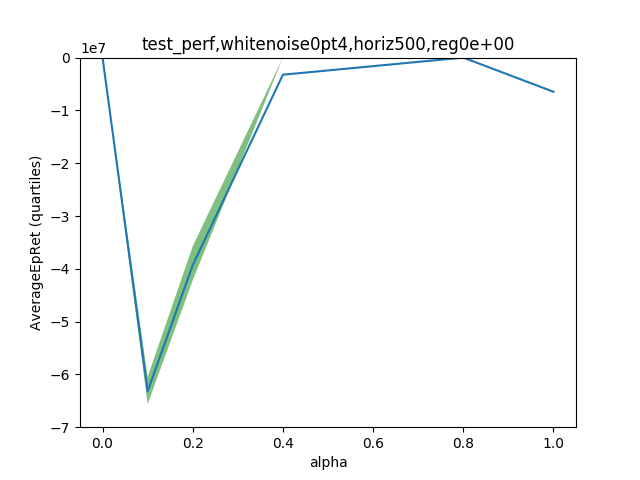 test_perf,whitenoise0pt4,horiz500,reg0e+00
1e7
0
−1
−2
−3
−4
−5
−6
−7
AverageEpRet (quartiles)
0.0 0.2 0.4 0.6 0.8 1.0
alpha